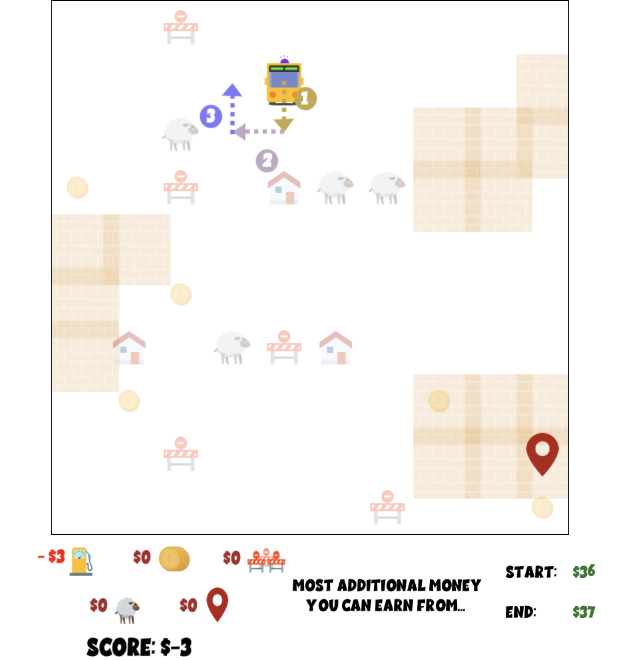 1
3
2
- $3
$0
$0
$0
$0
SCORE: $-3
MOST ADDITIONAL MONEY
YOU CAN EARN FROM...
START: $36
END: $37